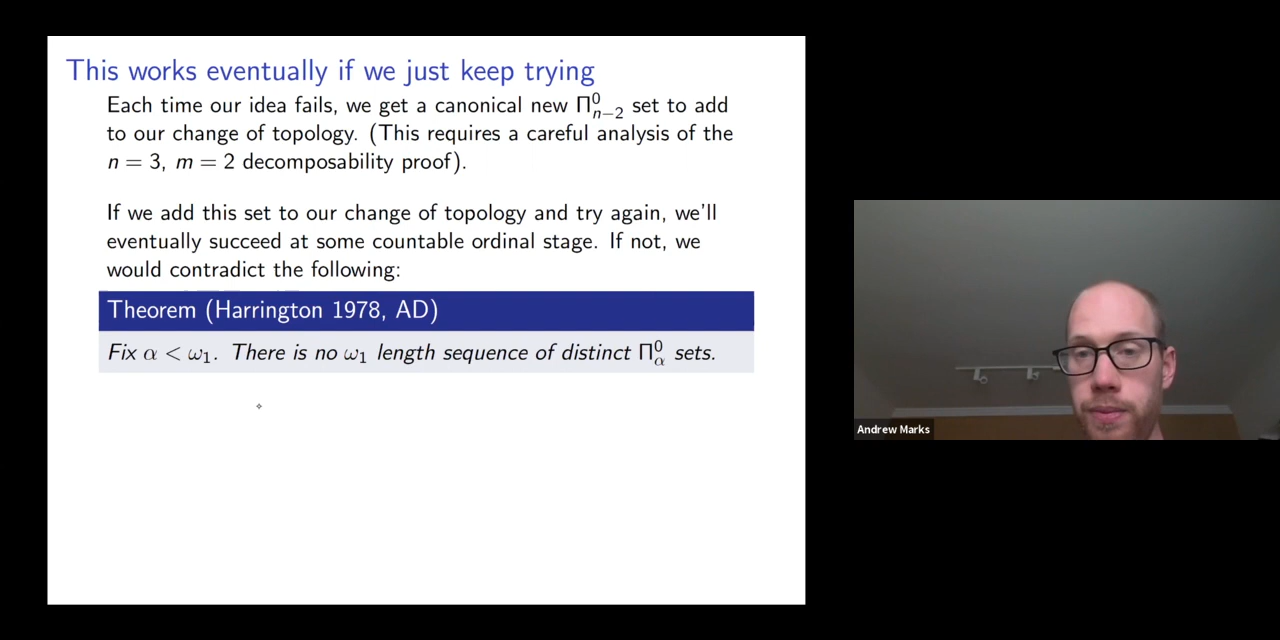 This works eventually if we just keep trying
Each time our idea fails, we get a canonical new Π⁰ₙ₋₂ set to add
to our change of topology. (This requires a careful analysis of the
n = 3, m = 2 decomposability proof).
If we add this set to our change of topology and try again, we'll
eventually succeed at some countable ordinal stage. If not, we
would contradict the following:
Theorem (Harrington 1978, AD)
Fix α < ω₁. There is no ω₁ length sequence of distinct Π⁰_α sets.
Andrew Marks